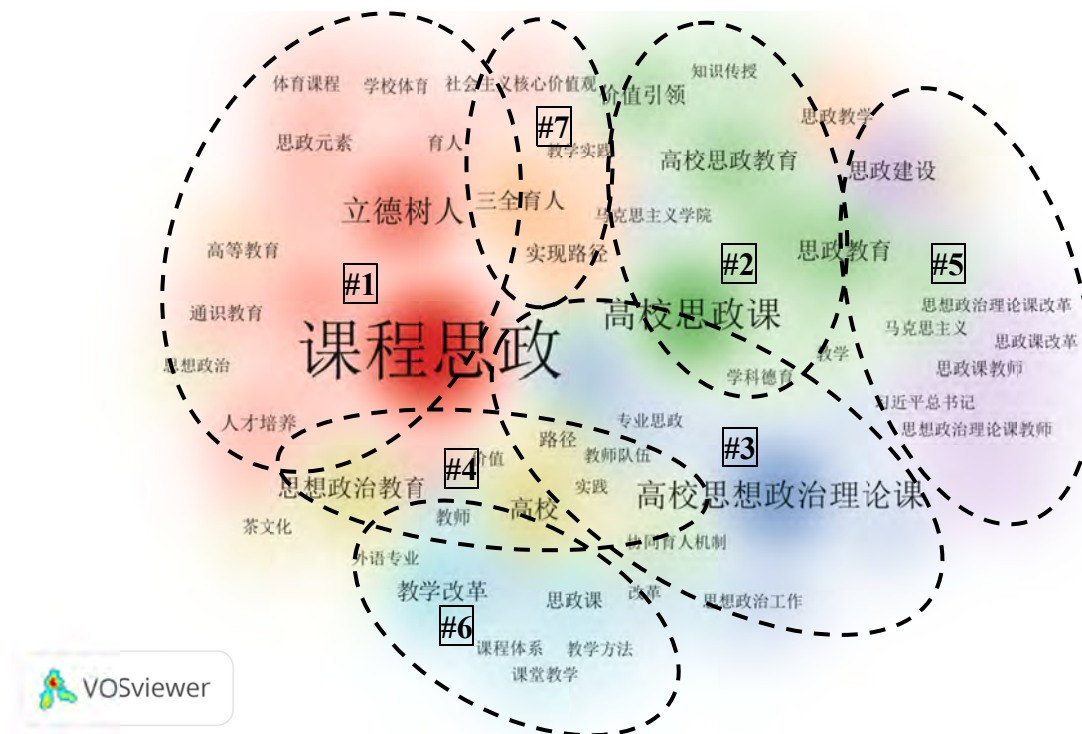 知识传授
体育课程
学校体育
社会主义核心价值观
价值引领
思政教学
#7
思政元素
育人
教学实践
高校思政教育
思政建设
立德树人
三全育人
马克思主义学院
高等教育
实现路径
#2
思政教育
#5
#1
通识教育
高校思政课
思想政治理论课改革
马克思主义
课程思政
思政课改革
教学
思想政治
学科德育
思政课教师
习近平总书记
人才培养
专业思政
思想政治理论课教师
路径
#3
#4
价值
教师队伍
思想政治教育
实践
高校思想政治理论课
高校
教师
茶文化
协同育人机制
外语专业
教学改革
思政课
改革
思想政治工作
#6
课程体系
教学方法
课堂教学
VOSviewer